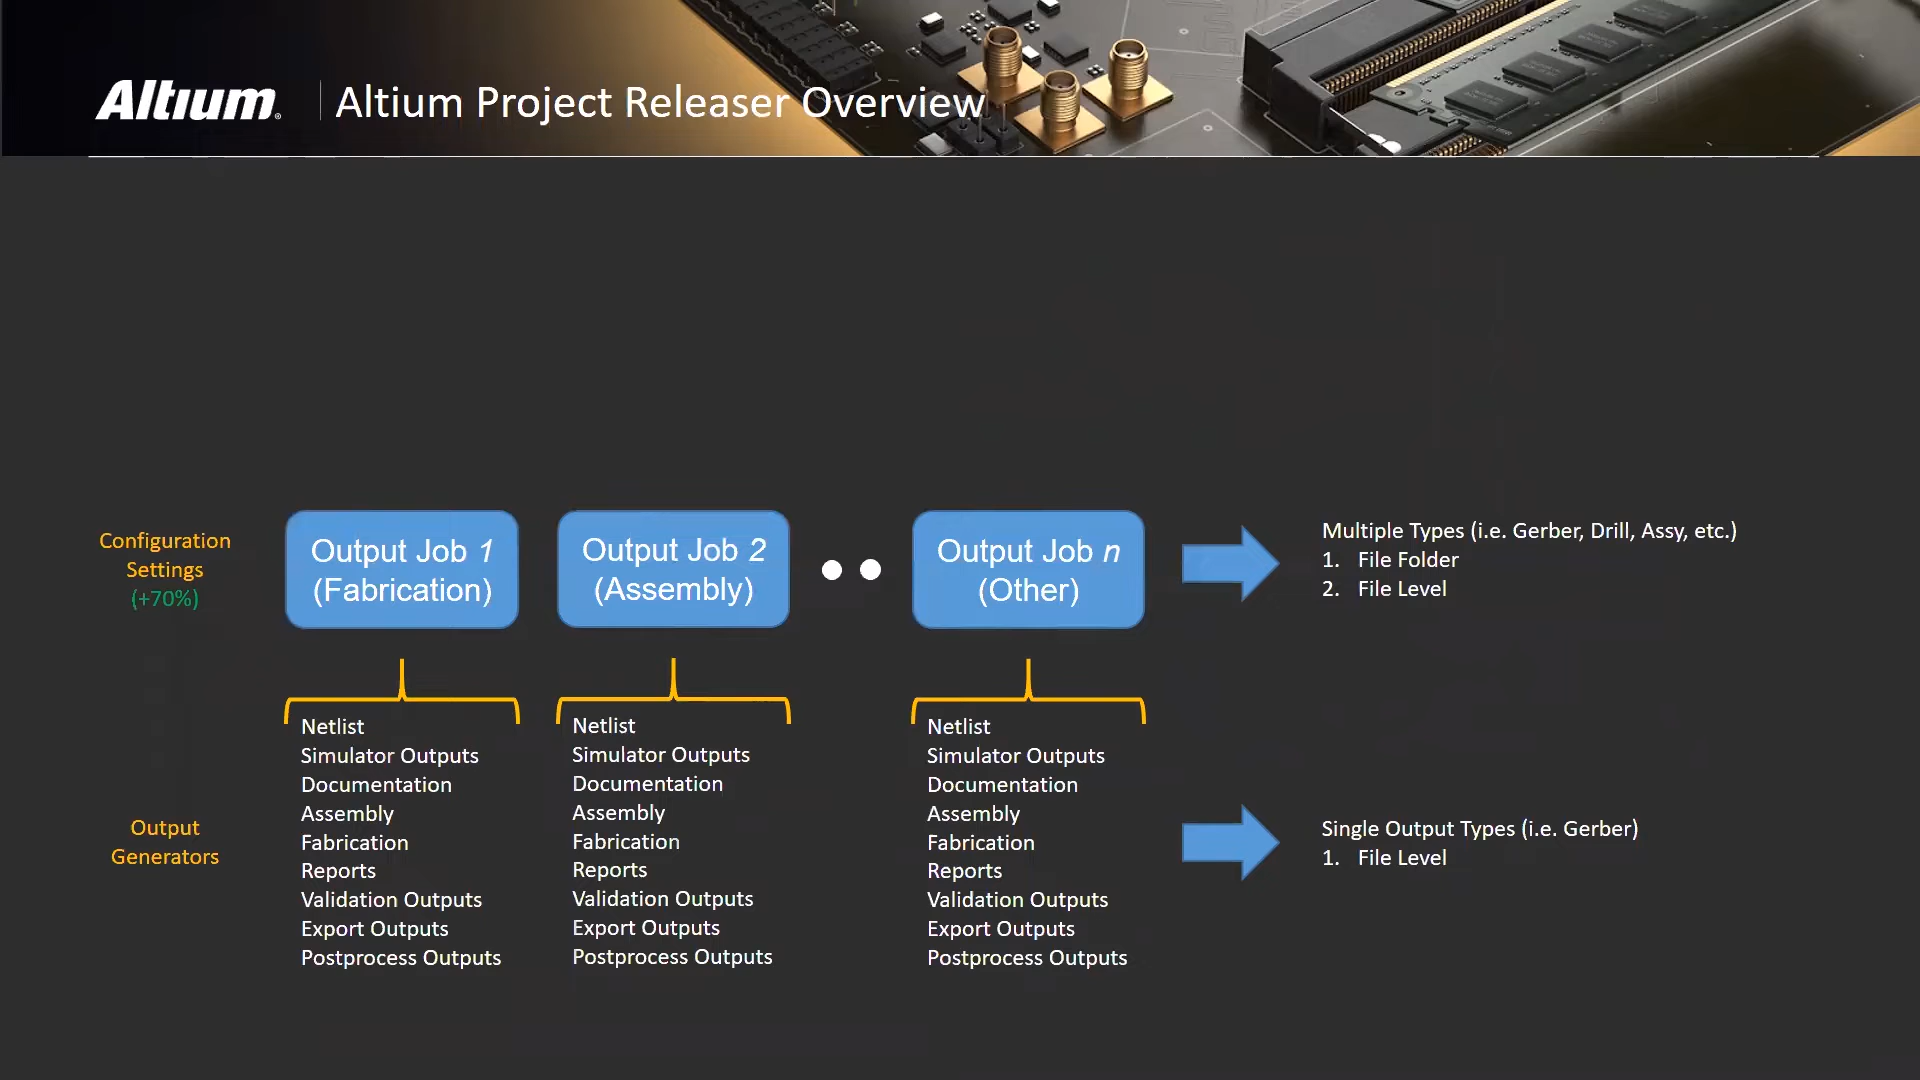 Altium®
Altium Project Releaser Overview
Configuration
Settings
(+70%)
Output Job 1
(Fabrication)
Output Job 2
(Assembly)
Output Job n
(Other)
Multiple Types (i.e. Gerber, Drill, Assy, etc.)
1. File Folder
2. File Level
Output
Generators
Netlist
Simulator Outputs
Documentation
Assembly
Fabrication
Reports
Validation Outputs
Export Outputs
Postprocess Outputs
Netlist
Simulator Outputs
Documentation
Assembly
Fabrication
Reports
Validation Outputs
Export Outputs
Postprocess Outputs
Netlist
Simulator Outputs
Documentation
Assembly
Fabrication
Reports
Validation Outputs
Export Outputs
Postprocess Outputs
Single Output Types (i.e. Gerber)
1. File Level